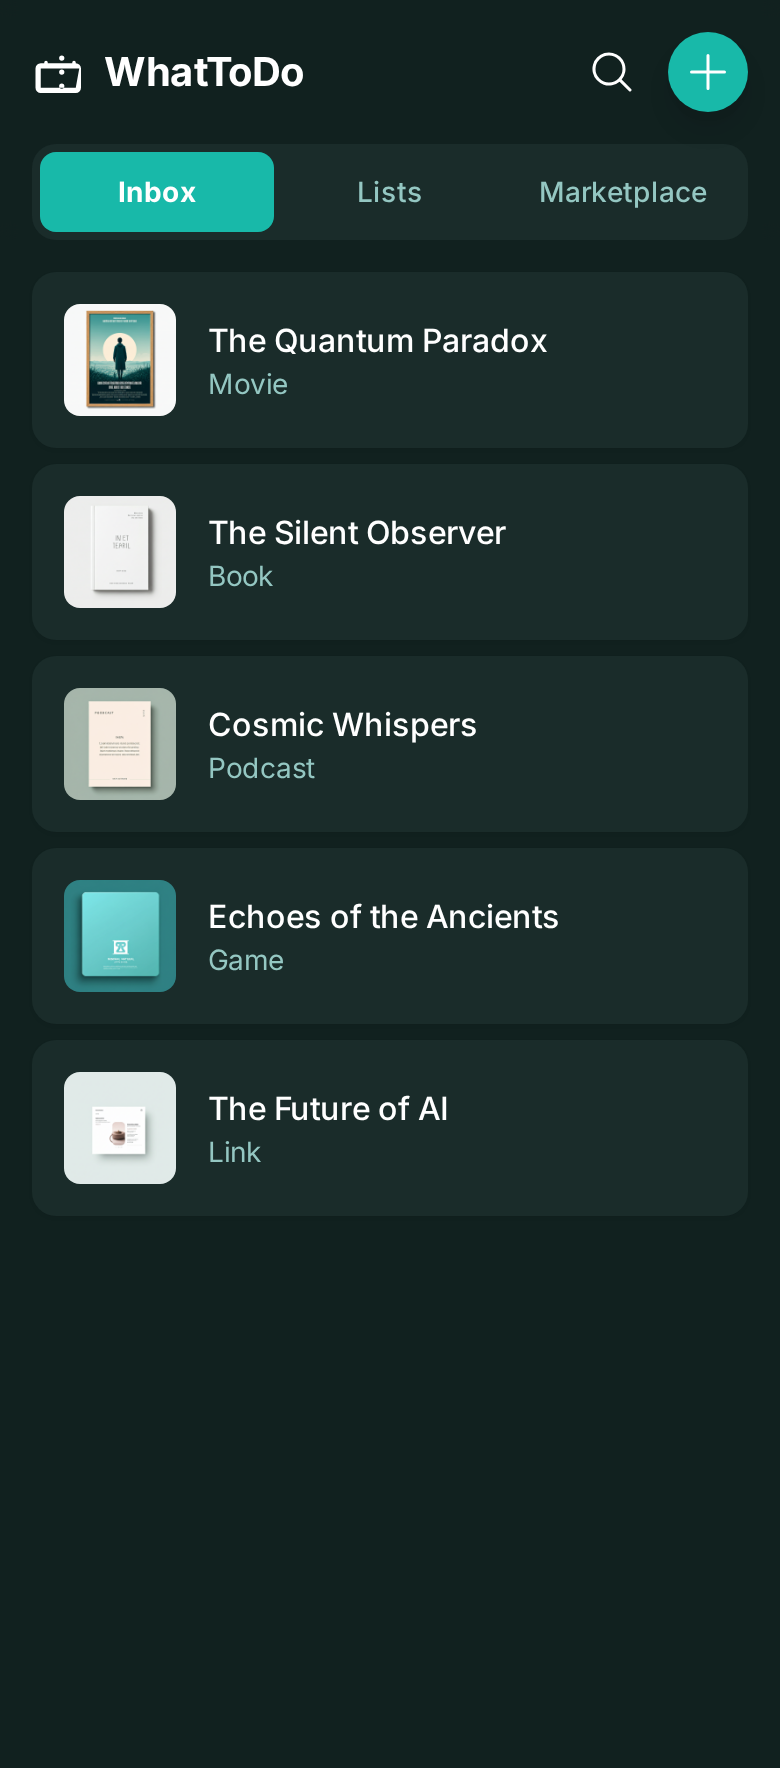 WhatToDo
Inbox
Lists
Marketplace
The Quantum Paradox
Movie
The Silent Observer
Book
Cosmic Whispers
Podcast
Echoes of the Ancients
Game
The Future of AI
Link